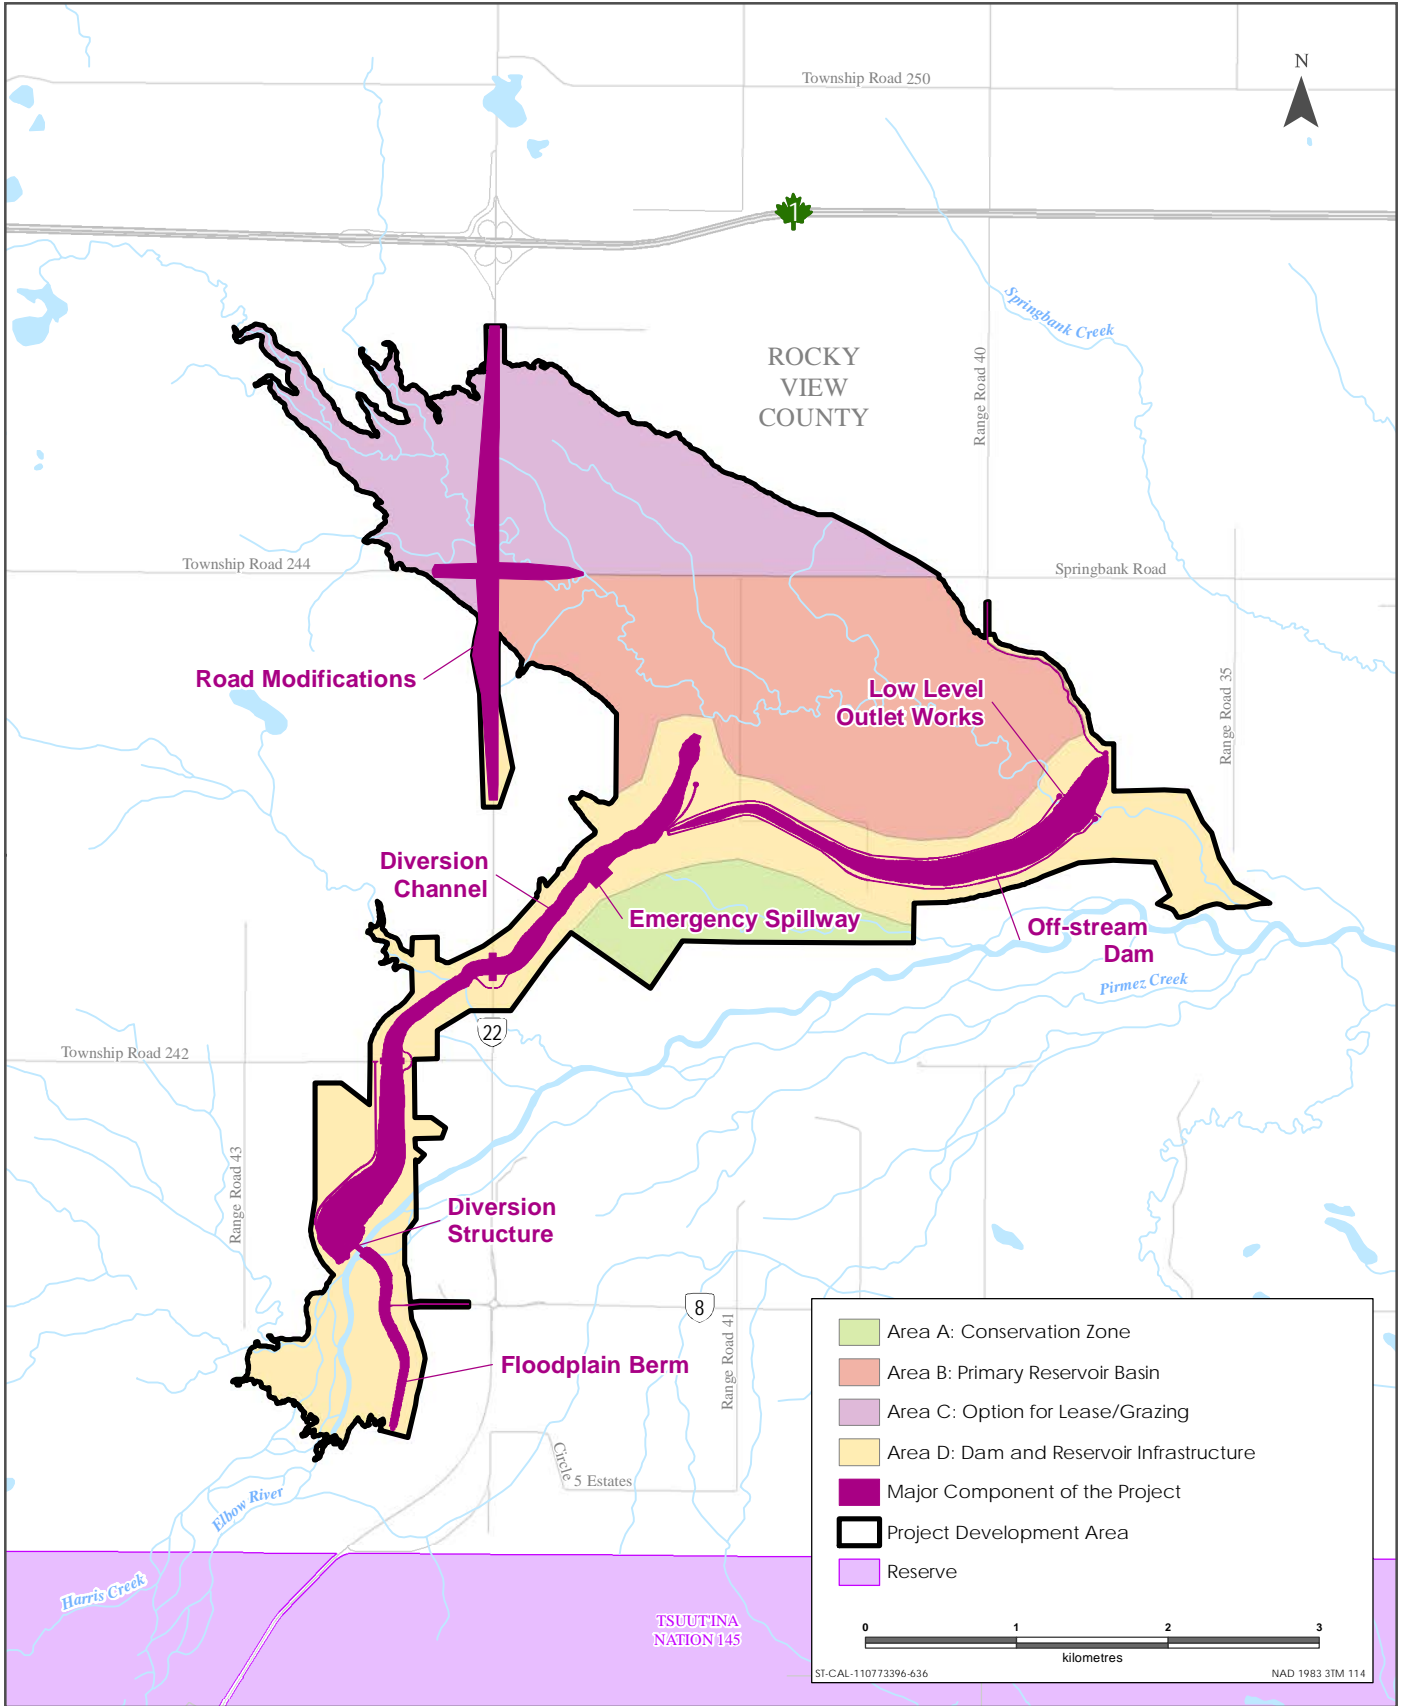 Township Road 250
N
1
Springbank Creek
ROCKY
VIEW
COUNTY
Range Road 40
Township Road 244
Springbank Road
Road Modifications
Low Level
Outlet Works
Range Road 35
Diversion
Channel
Emergency Spillway
Off-stream
Dam
Pirmez Creek
22
Township Road 242
Range Road 43
Diversion
Structure
8
Floodplain Berm
Range Road 41
Circle 5 Estates
Elbow River
Harris Creek
TSUUT'INA
NATION 145
Area A: Conservation Zone
Area B: Primary Reservoir Basin
Area C: Option for Lease/Grazing
Area D: Dam and Reservoir Infrastructure
Major Component of the Project
Project Development Area
Reserve
0 1 2 3
kilometres
ST-CAL-110773396-636
NAD 1983 3TM 114